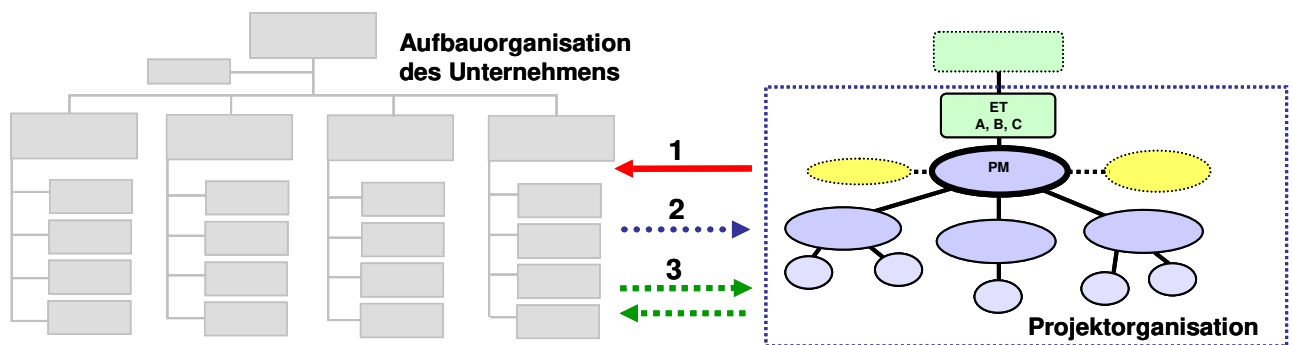 Aufbauorganisation
des Unternehmens
ET
A, B, C
PM
1
2
3
Projektorganisation